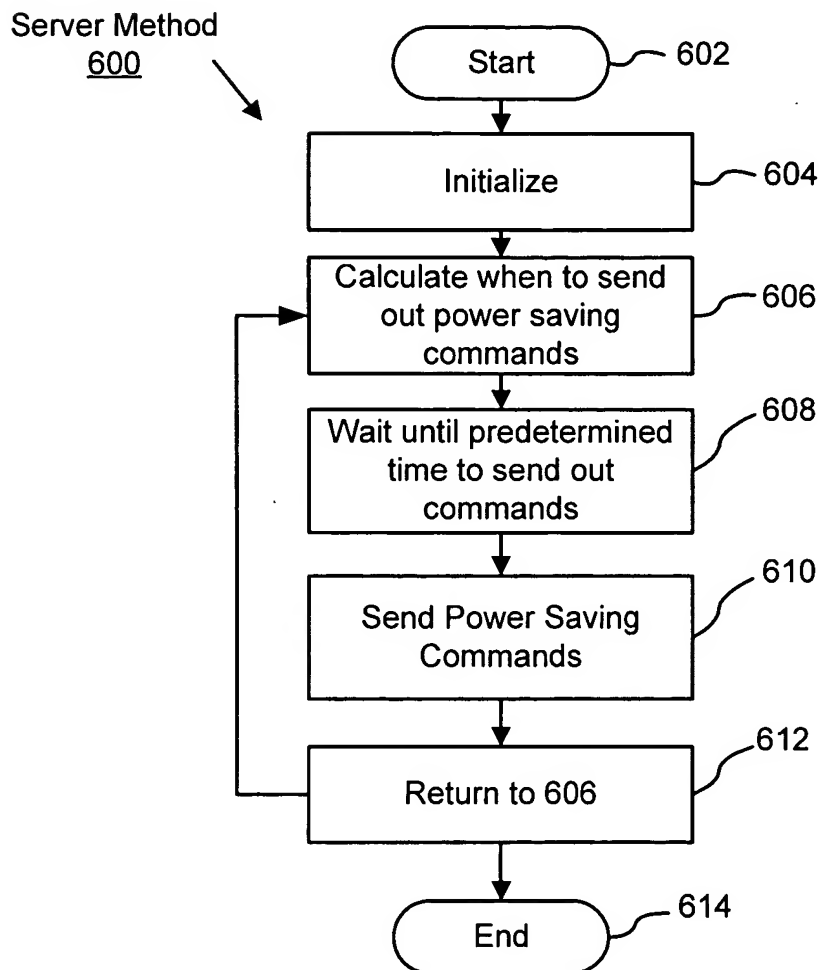 Server Method
600
Start
602
Initialize
604
Calculate when to send
out power saving
commands
606
Wait until predetermined
time to send out
commands
608
Send Power Saving
Commands
610
Return to 606
612
End
614